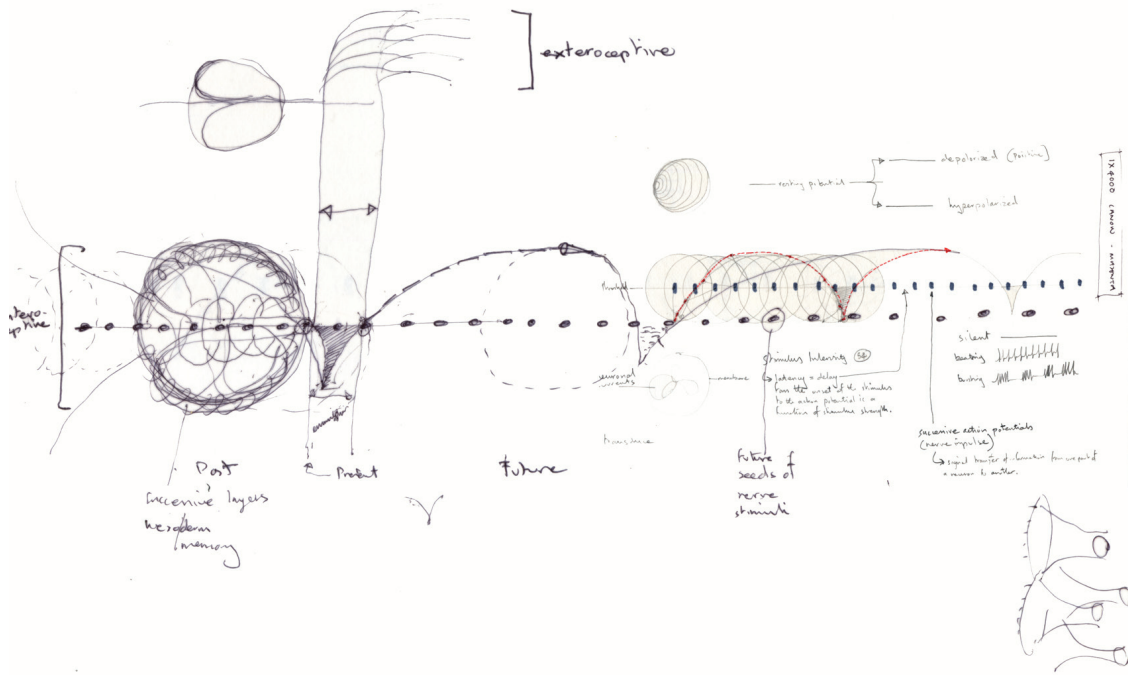 exteroceptive
resting potential
depolarized (positive)
hyperpolarized
threshold
silent
beating
bursting
Stimulus Intensity
latency = delay
from the onset of the stimulus
to the action potential is a
function of stimulus strength.
neuronal
currents
membrane
successive action potentials
(nerve impulse)
signal transfer of information from one part of
a neuron to another.
Past
Present
Future
successive layers
mesoderm
memory
Future of
seeds of
nerve
stimuli